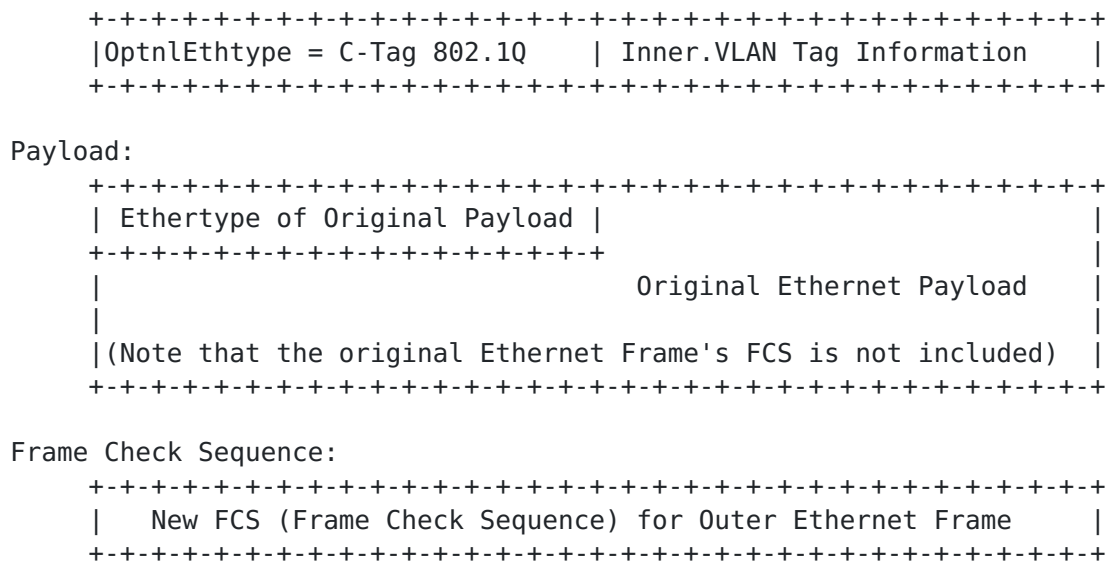 +-+-+-+-+-+-+-+-+-+-+-+-+-+-+-+-+-+-+-+-+-+-+-+-+-+-+-+-+-+-+-+-+
|OptnlEthtype = C-Tag 802.1Q    | Inner.VLAN Tag Information    |
+-+-+-+-+-+-+-+-+-+-+-+-+-+-+-+-+-+-+-+-+-+-+-+-+-+-+-+-+-+-+-+-+
Payload:
+-+-+-+-+-+-+-+-+-+-+-+-+-+-+-+-+-+-+-+-+-+-+-+-+-+-+-+-+-+-+-+-+
| Ethertype of Original Payload |                               |
+-+-+-+-+-+-+-+-+-+-+-+-+-+-+-+-+                               |
|                                  Original Ethernet Payload    |
|                                                               |
|(Note that the original Ethernet Frame's FCS is not included)  |
+-+-+-+-+-+-+-+-+-+-+-+-+-+-+-+-+-+-+-+-+-+-+-+-+-+-+-+-+-+-+-+-+
Frame Check Sequence:
+-+-+-+-+-+-+-+-+-+-+-+-+-+-+-+-+-+-+-+-+-+-+-+-+-+-+-+-+-+-+-+-+
|   New FCS (Frame Check Sequence) for Outer Ethernet Frame     |
+-+-+-+-+-+-+-+-+-+-+-+-+-+-+-+-+-+-+-+-+-+-+-+-+-+-+-+-+-+-+-+-+